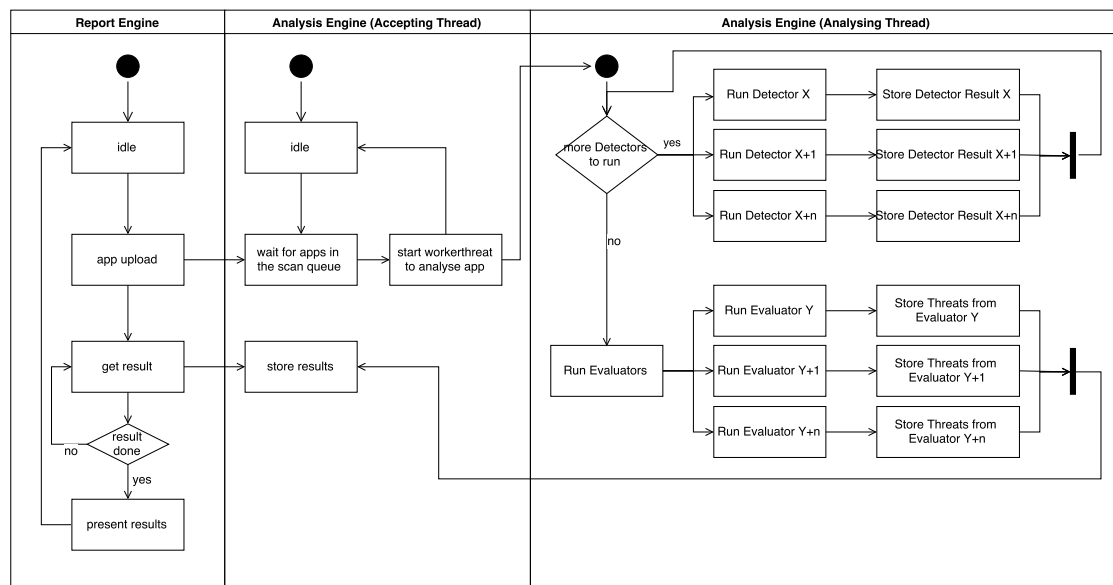 Report Engine
Analysis Engine (Accepting Thread)
Analysis Engine (Analysing Thread)
idle
app upload
get result
result
done
no
yes
present results
idle
wait for apps in
the scan queue
start workerthreat
to analyse app
store results
more Detectors
to run
yes
no
Run Detector X
Store Detector Result X
Run Detector X+1
Store Detector Result X+1
Run Detector X+n
Store Detector Result X+n
Run Evaluators
Run Evaluator Y
Store Threats from
Evaluator Y
Run Evaluator Y+1
Store Threats from
Evaluator Y+1
Run Evaluator Y+n
Store Threats from
Evaluator Y+n